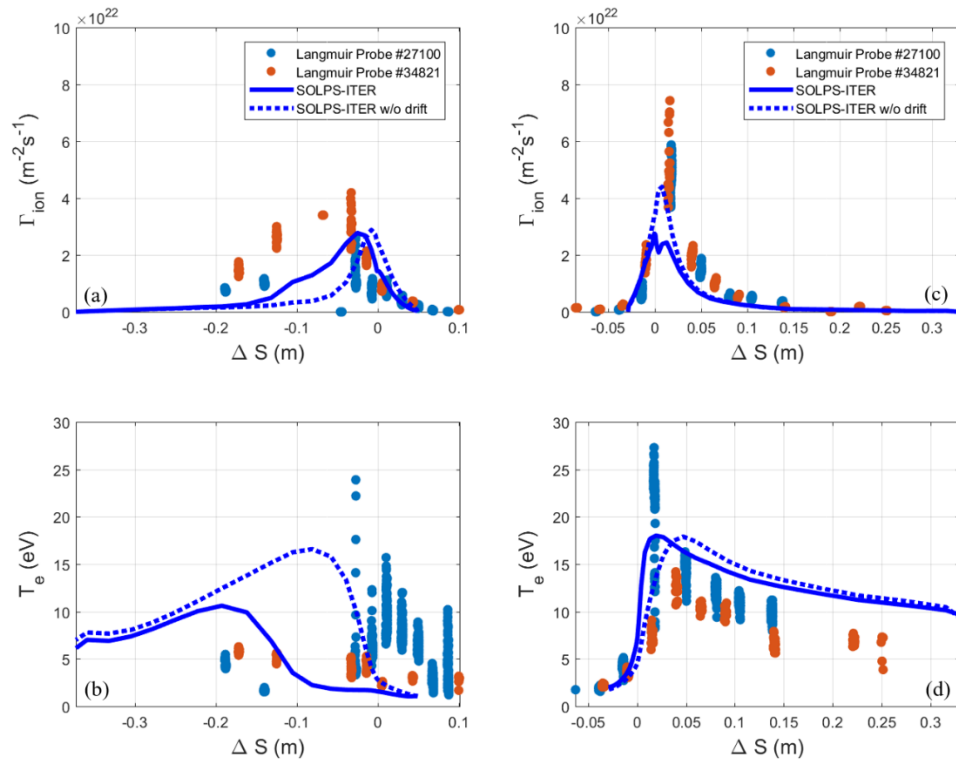 ×10²²
10
8
6
4
2
0
Γion (m⁻²s⁻¹)
Langmuir Probe #27100
Langmuir Probe #34821
SOLPS-ITER
SOLPS-ITER w/o drift
(a)
-0.3 -0.2 -0.1 0 0.1
Δ S (m)
×10²²
10
8
6
4
2
0
Γion (m⁻²s⁻¹)
Langmuir Probe #27100
Langmuir Probe #34821
SOLPS-ITER
SOLPS-ITER w/o drift
(c)
-0.05 0 0.05 0.1 0.15 0.2 0.25 0.3
Δ S (m)
30
25
20
15
10
5
0
Te (eV)
(b)
-0.3 -0.2 -0.1 0 0.1
Δ S (m)
30
25
20
15
10
5
0
Te (eV)
(d)
-0.05 0 0.05 0.1 0.15 0.2 0.25 0.3
Δ S (m)